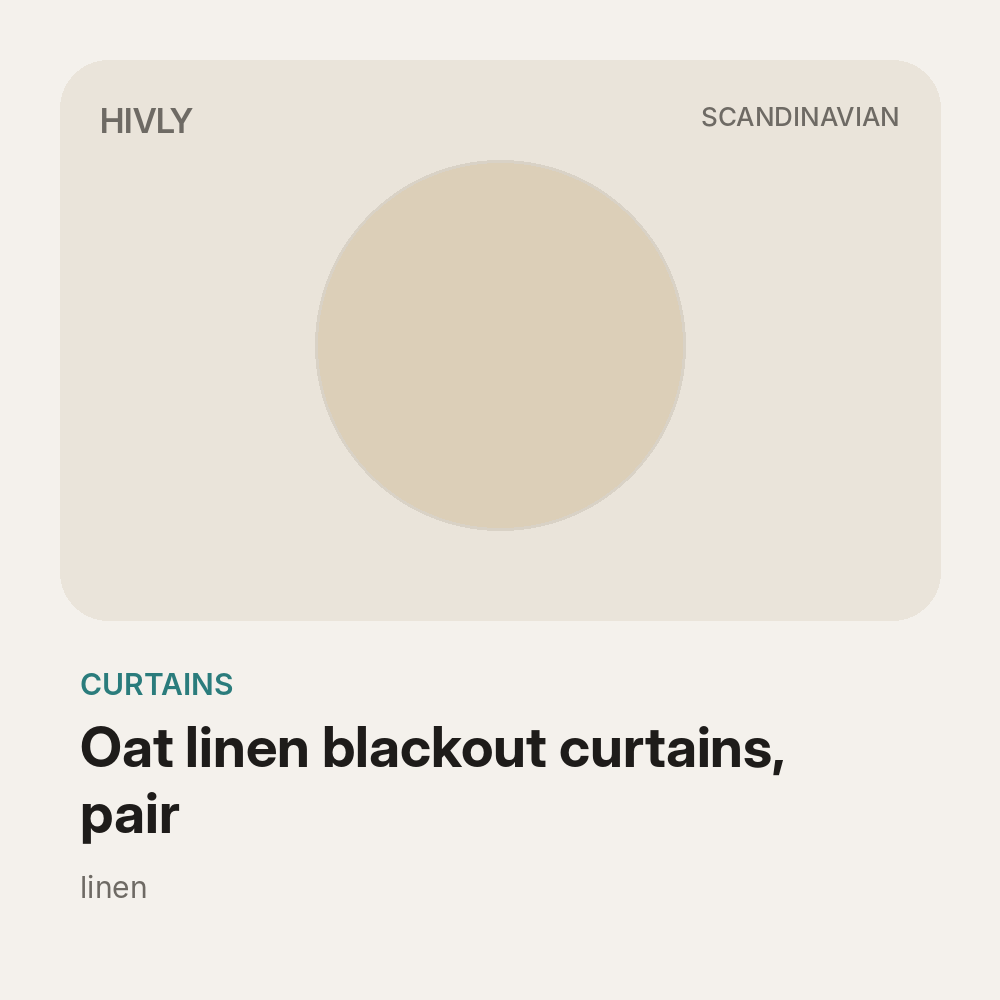 HIVLY
SCANDINAVIAN
CURTAINS
Oat linen blackout curtains,
pair
linen